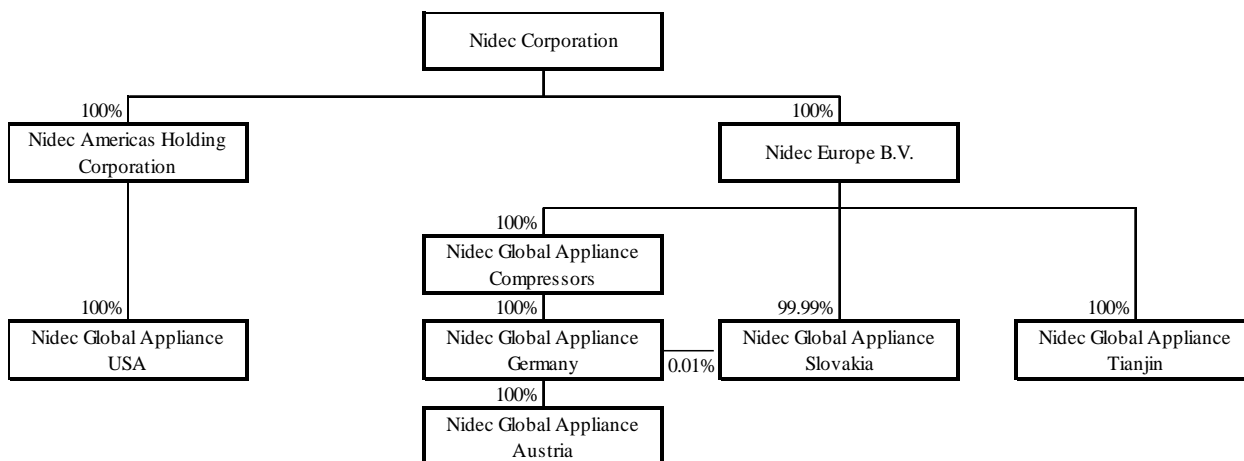 Nidec Corporation
100%
100%
Nidec Americas Holding
Corporation
Nidec Europe B.V.
100%
Nidec Global Appliance
Compressors
100%
100%
99.99%
100%
Nidec Global Appliance
USA
Nidec Global Appliance
Germany
0.01%
Nidec Global Appliance
Slovakia
Nidec Global Appliance
Tianjin
100%
Nidec Global Appliance
Austria